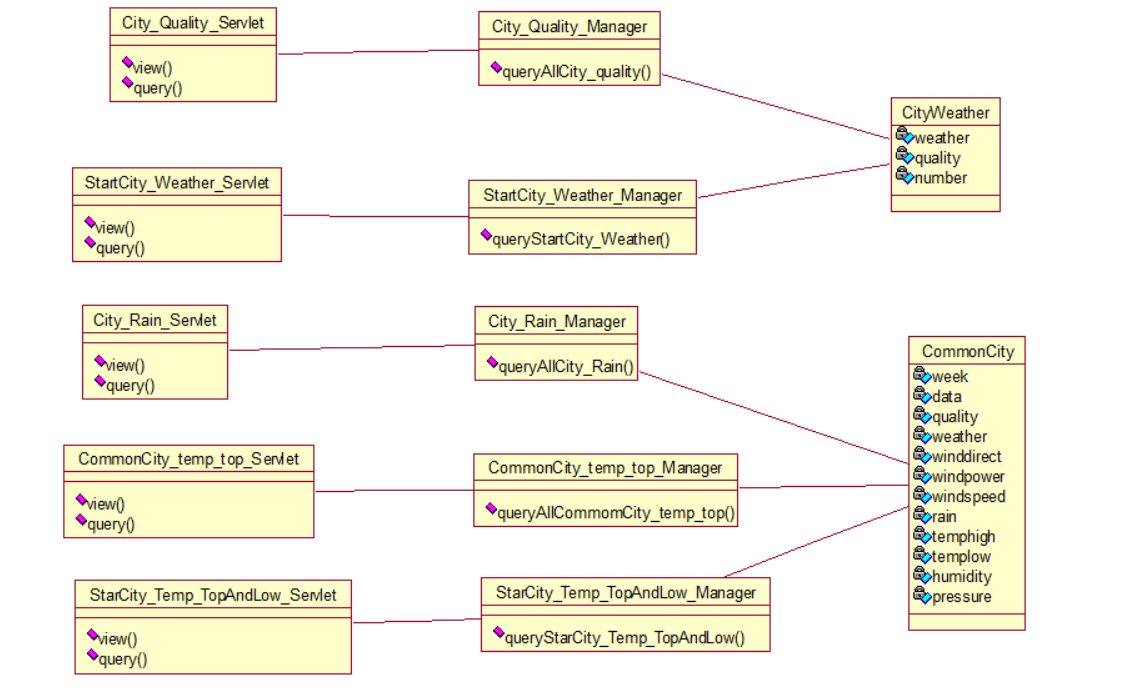 City_Quality_Servlet
view()
query()
City_Quality_Manager
queryAllCity_quality()
CityWeather
weather
quality
number
StartCity_Weather_Servlet
view()
query()
StartCity_Weather_Manager
queryStartCity_Weather()
City_Rain_Servlet
view()
query()
City_Rain_Manager
queryAllCity_Rain()
CommonCity
week
data
quality
weather
winddirect
windpower
windspeed
rain
temphigh
templow
humidity
pressure
CommonCity_temp_top_Servlet
view()
query()
CommonCity_temp_top_Manager
queryAllCommomCity_temp_top()
StarCity_Temp_TopAndLow_Servlet
view()
query()
StarCity_Temp_TopAndLow_Manager
queryStarCity_Temp_TopAndLow()